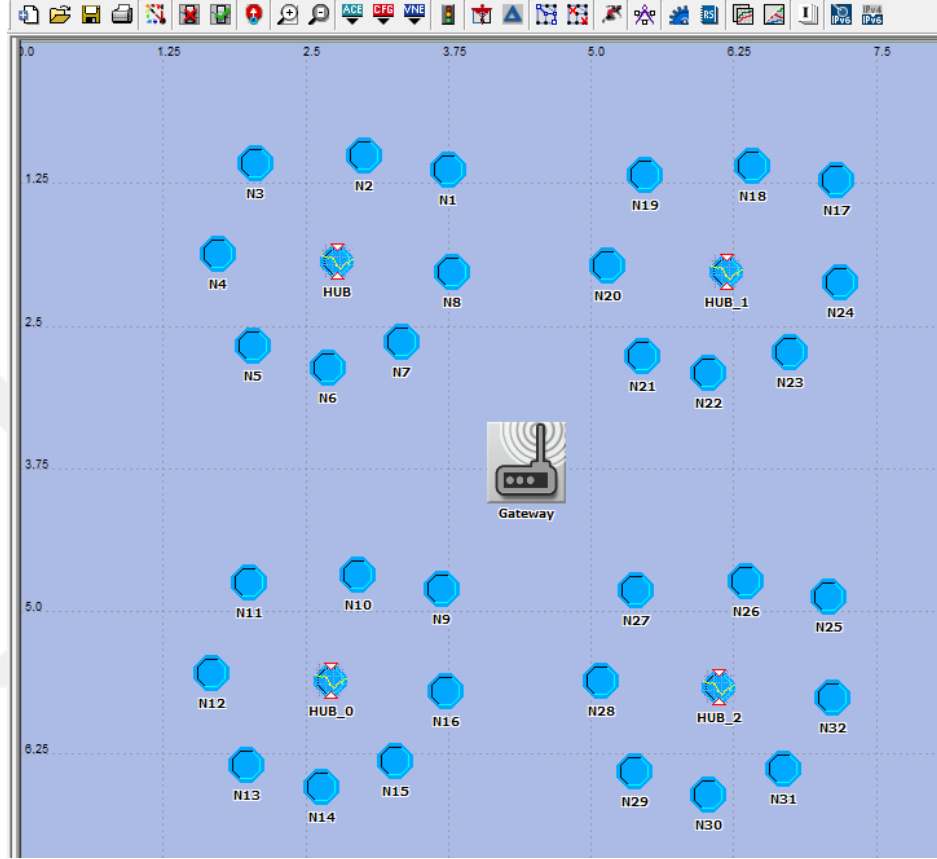 ACE CFG VNE RS IPv6 IPv4 IPv6
0.0 1.25 2.5 3.75 5.0 6.25 7.5
N3 N2 N1 N19 N18 N17
1.25
N4 HUB N8 N20 HUB_1 N24
2.5
N5 N6 N7 N21 N22 N23
3.75
Gateway
N11 N10 N9 N27 N26 N25
5.0
N12 HUB_0 N16 N28 HUB_2 N32
6.25
N13 N14 N15 N29 N30 N31